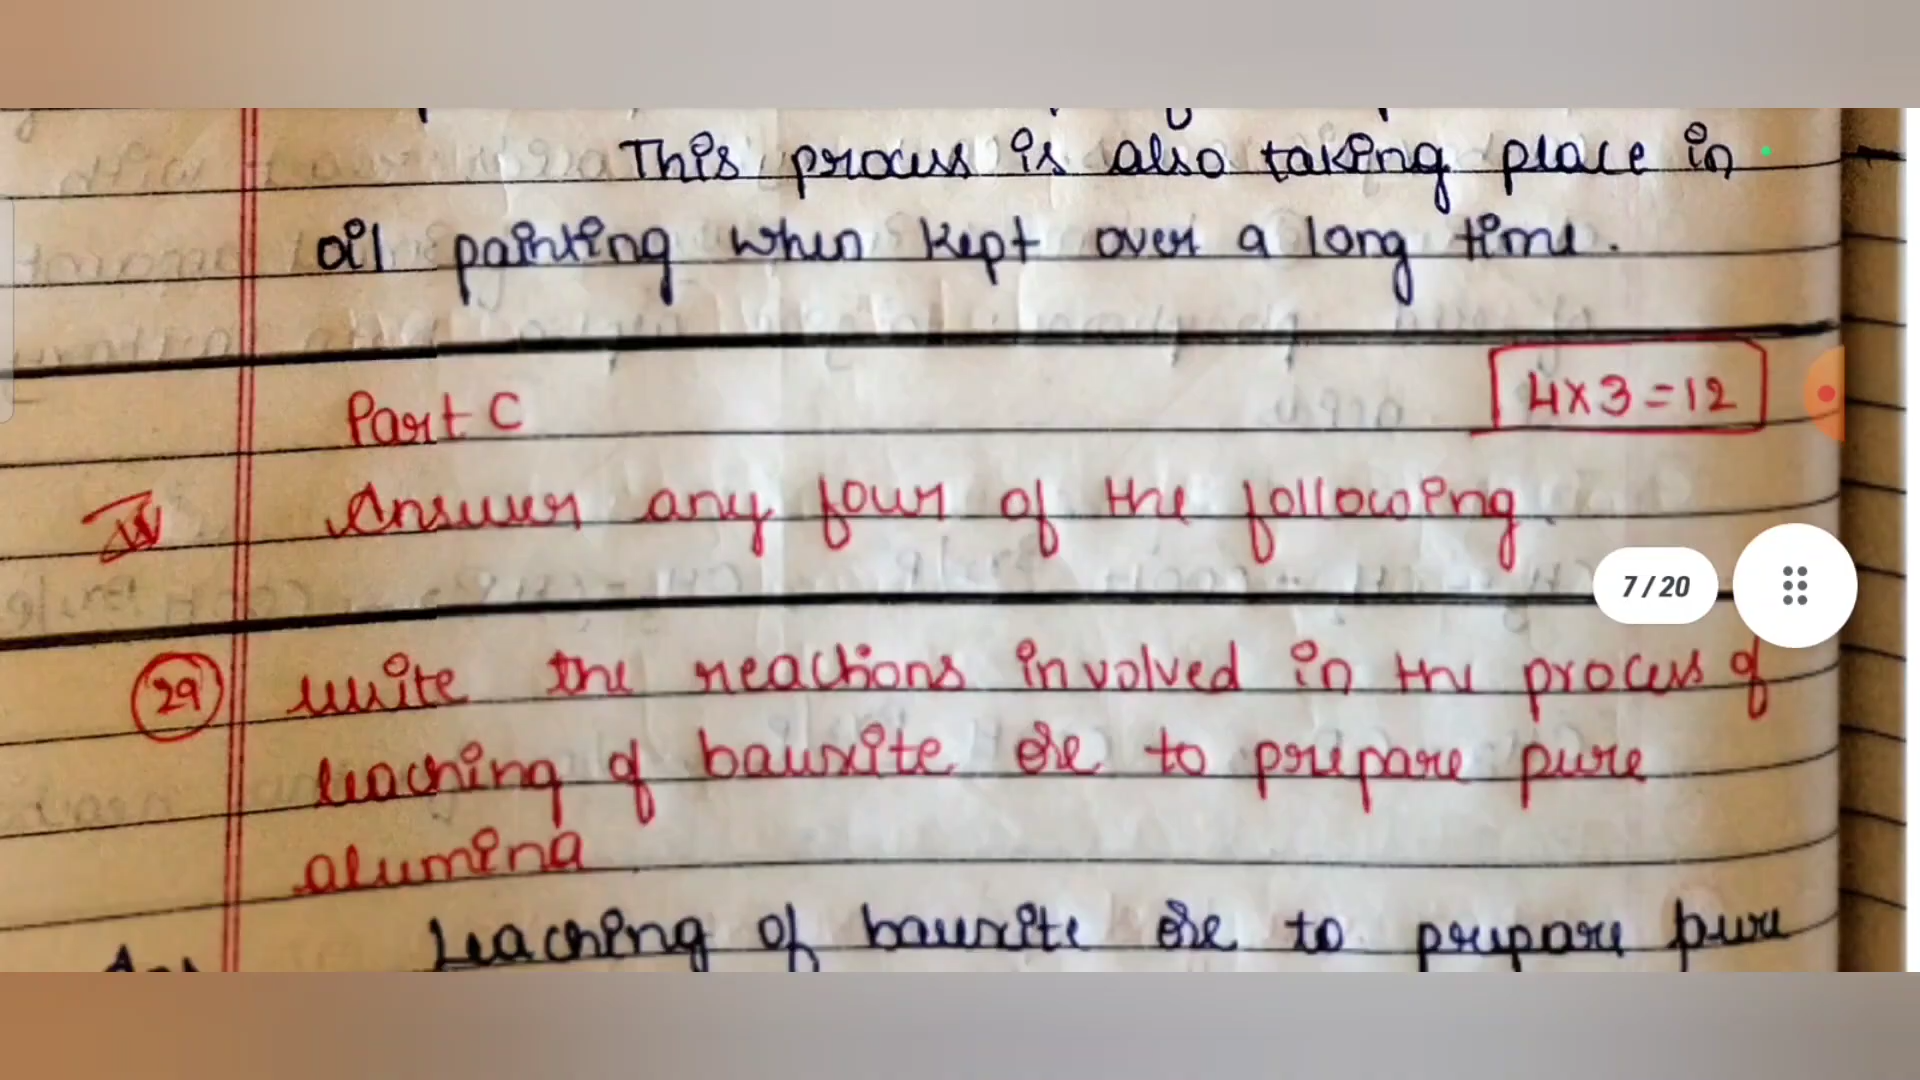 This process is also taking place in
oil painting when kept over a long time.
Part C
4x3=12
IV Answer any four of the following
7/20
29 write the reactions involved in the process of
leaching of bauxite ore to prepare pure
alumina
leaching of bauxite ore to prepare pure